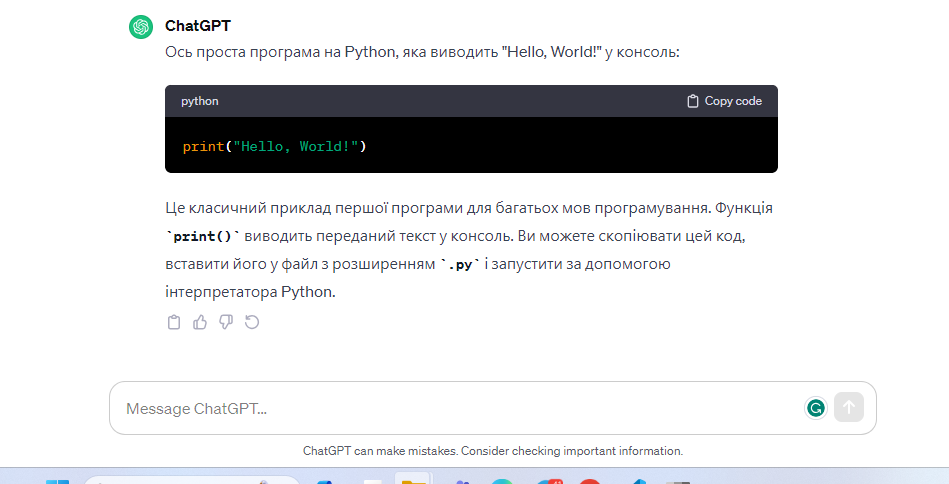 ChatGPT
Ось проста програма на Python, яка виводить "Hello, World!" у консоль:
python
Copy code
print("Hello, World!")
Це класичний приклад першої програми для багатьох мов програмування. Функція
`print()` виводить переданий текст у консоль. Ви можете скопіювати цей код,
вставити його у файл з розширенням `.py` і запустити за допомогою
інтерпретатора Python.
Message ChatGPT...
ChatGPT can make mistakes. Consider checking important information.